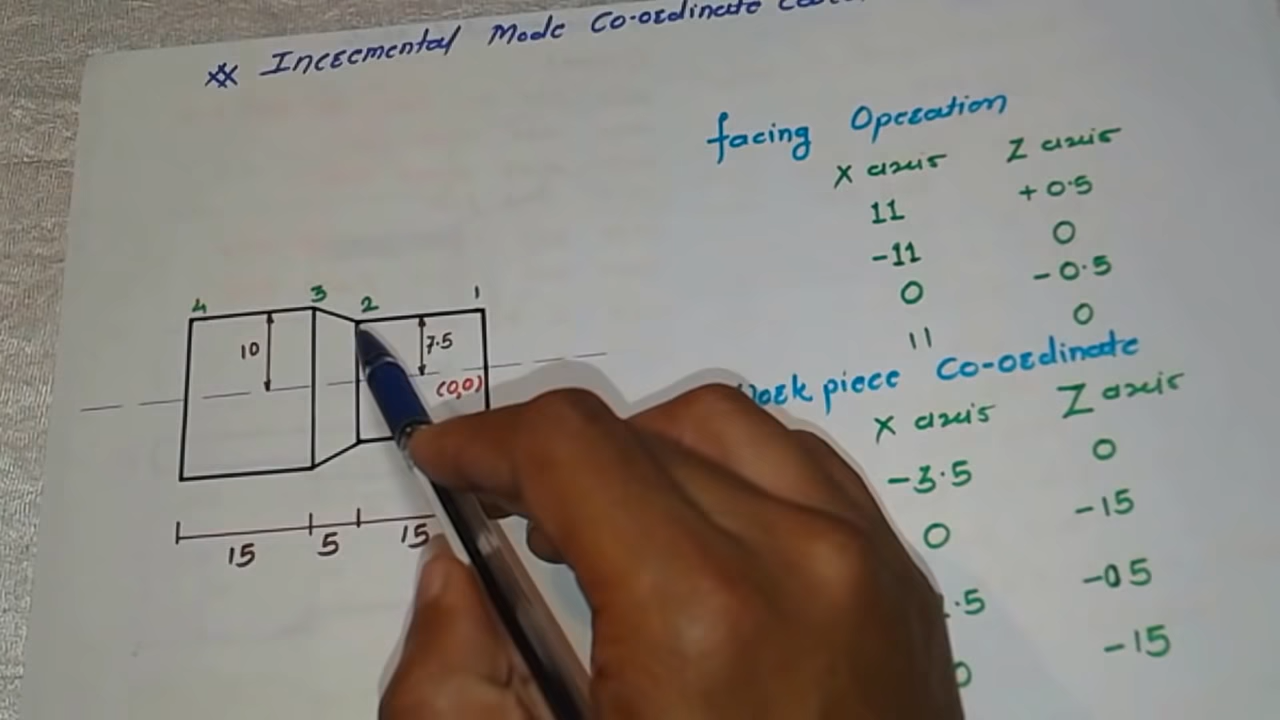 ** Incremental Mode Co-ordinate
facing Operation
X axis Z axis
11 +0.5
-11 0
0 -0.5
11 0
piece Co-ordinate
X axis Z axis
-3.5 0
0 -15
.5 -05
0 -15
4 3 2 1
10 7.5
(0,0)
15 5 15